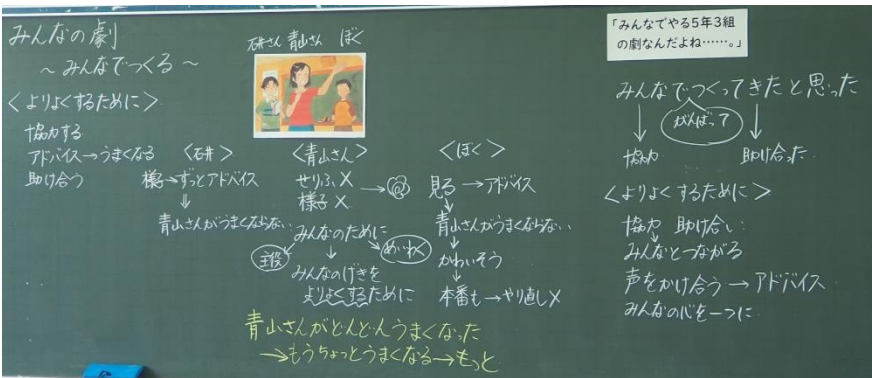 みんなの劇
～みんなでつくる～
＜よりよくするために＞
協力する
アドバイス→うまくなる
助け合う
石井さん 青山さん ぼく
＜石井＞
様子→ずっとアドバイス
⇓
青山さんがうまくならない
＜青山さん＞
せりふ×
様子×
→
みんなのために
主役
めいわく
↓
みんなのげきを
よりよくするために
＜ぼく＞
見る→アドバイス
↓
青山さんがうまくならない
↓
かわいそう
↓
本番も→やり直し×
青山さんがどんどんうまくなった
→もうちょっとうまくなる→もっと
「みんなでやる5年3組
の劇なんだよね……。」
みんなでつくってきたと思った
がんばって
↓ ↓
協力 助け合った
＜よりよくするために＞
協力 助け合い
↓
みんなとつながる
声をかけ合う→アドバイス
みんなの心を一つに